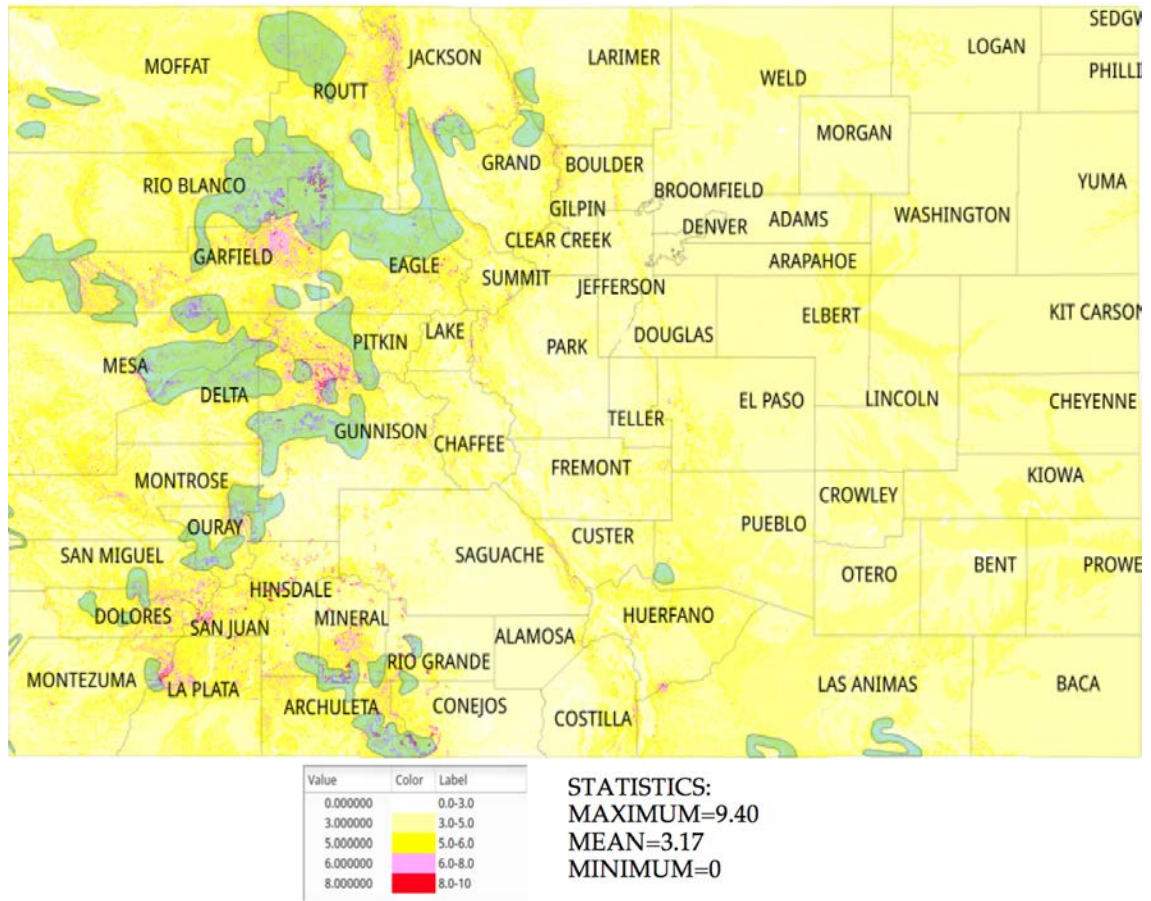 SEDGW
LOGAN
JACKSON
LARIMER
MOFFAT
WELD
PHILLI
ROUTT
MORGAN
GRAND
BOULDER
RIO BLANCO
BROOMFIELD
YUMA
GILPIN
DENVER
ADAMS
WASHINGTON
CLEAR CREEK
GARFIELD
EAGLE
ARAPAHOE
SUMMIT
JEFFERSON
KIT CARSON
ELBERT
LAKE
DOUGLAS
PITKIN
PARK
MESA
DELTA
EL PASO
LINCOLN
CHEYENNE
TELLER
GUNNISON
CHAFFEE
FREMONT
KIOWA
MONTROSE
CROWLEY
OURAY
PUEBLO
CUSTER
SAN MIGUEL
SAGUACHE
BENT
PROWE
OTERO
HINSDALE
DOLORES
MINERAL
HUERFANO
SAN JUAN
ALAMOSA
RIO GRANDE
MONTEZUMA
LA PLATA
LAS ANIMAS
BACA
ARCHULETA
CONEJOS
COSTILLA
Value Color Label
0.000000 0.0-3.0
3.000000 3.0-5.0
5.000000 5.0-6.0
6.000000 6.0-8.0
8.000000 8.0-10
STATISTICS:
MAXIMUM=9.40
MEAN=3.17
MINIMUM=0